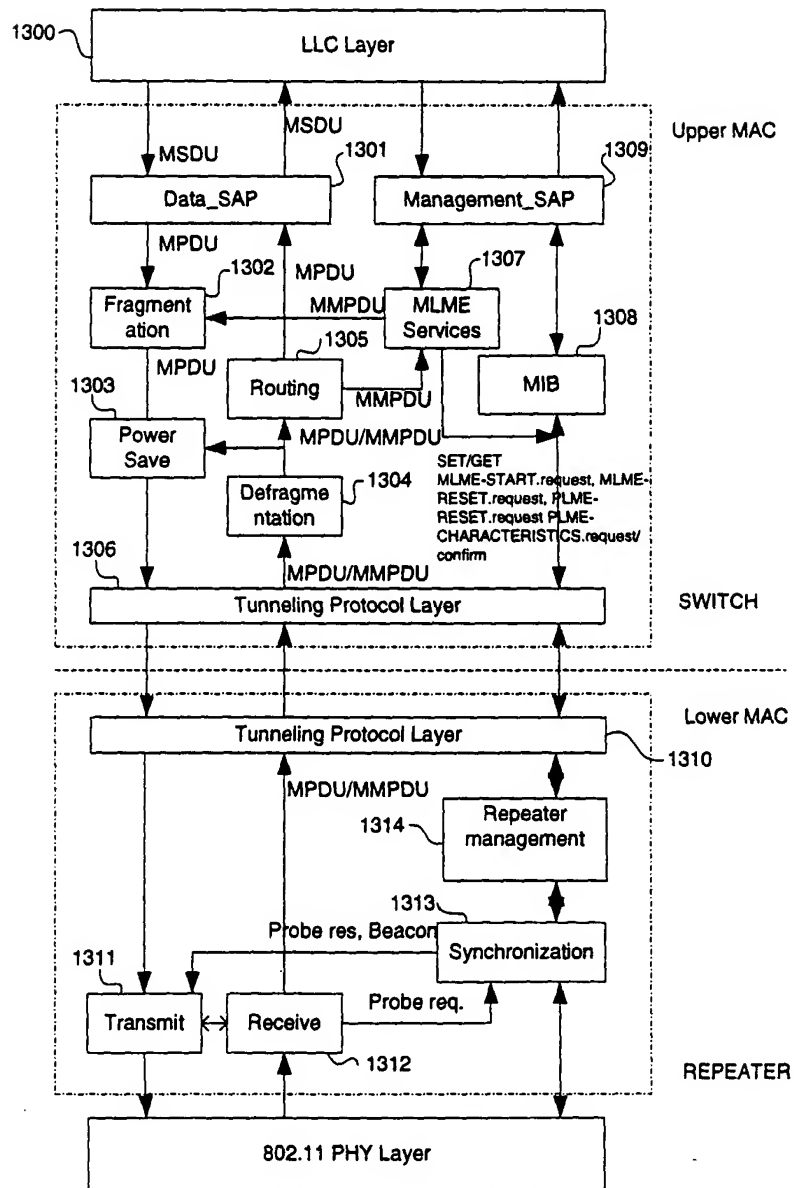 1300
LLC Layer
Upper MAC
MSDU
MSDU
1301
1309
Data_SAP
Management_SAP
MPDU
1302
MPDU
1307
Fragment
ation
MMPDU
MLME
Services
1308
1305
MPDU
1303
Routing
MMPDU
MIB
Power
Save
MPDU/MMPDU
SET/GET
MLME-START.request, MLME-
RESET.request, PLME-
RESET.request PLME-
CHARACTERISTICS.request/
confirm
Defragme
ntation
1304
1306
MPDU/MMPDU
Tunneling Protocol Layer
SWITCH
Lower MAC
Tunneling Protocol Layer
1310
MPDU/MMPDU
Repeater
management
1314
1313
Probe res, Beacon
Synchronization
1311
Transmit
Receive
Probe req.
1312
REPEATER
802.11 PHY Layer